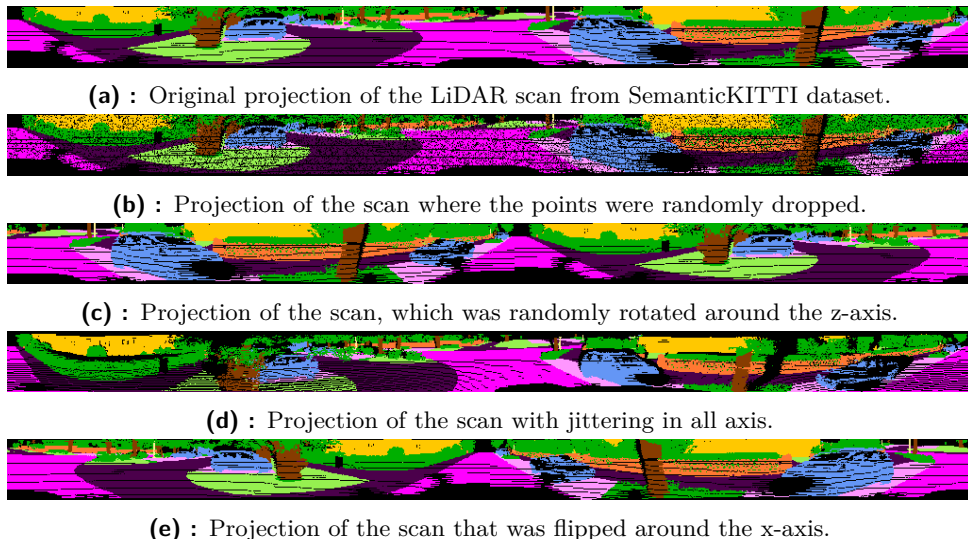 (a) : Original projection of the LiDAR scan from SemanticKITTI dataset.
(b) : Projection of the scan where the points were randomly dropped.
(c) : Projection of the scan, which was randomly rotated around the z-axis.
(d) : Projection of the scan with jittering in all axis.
(e) : Projection of the scan that was flipped around the x-axis.